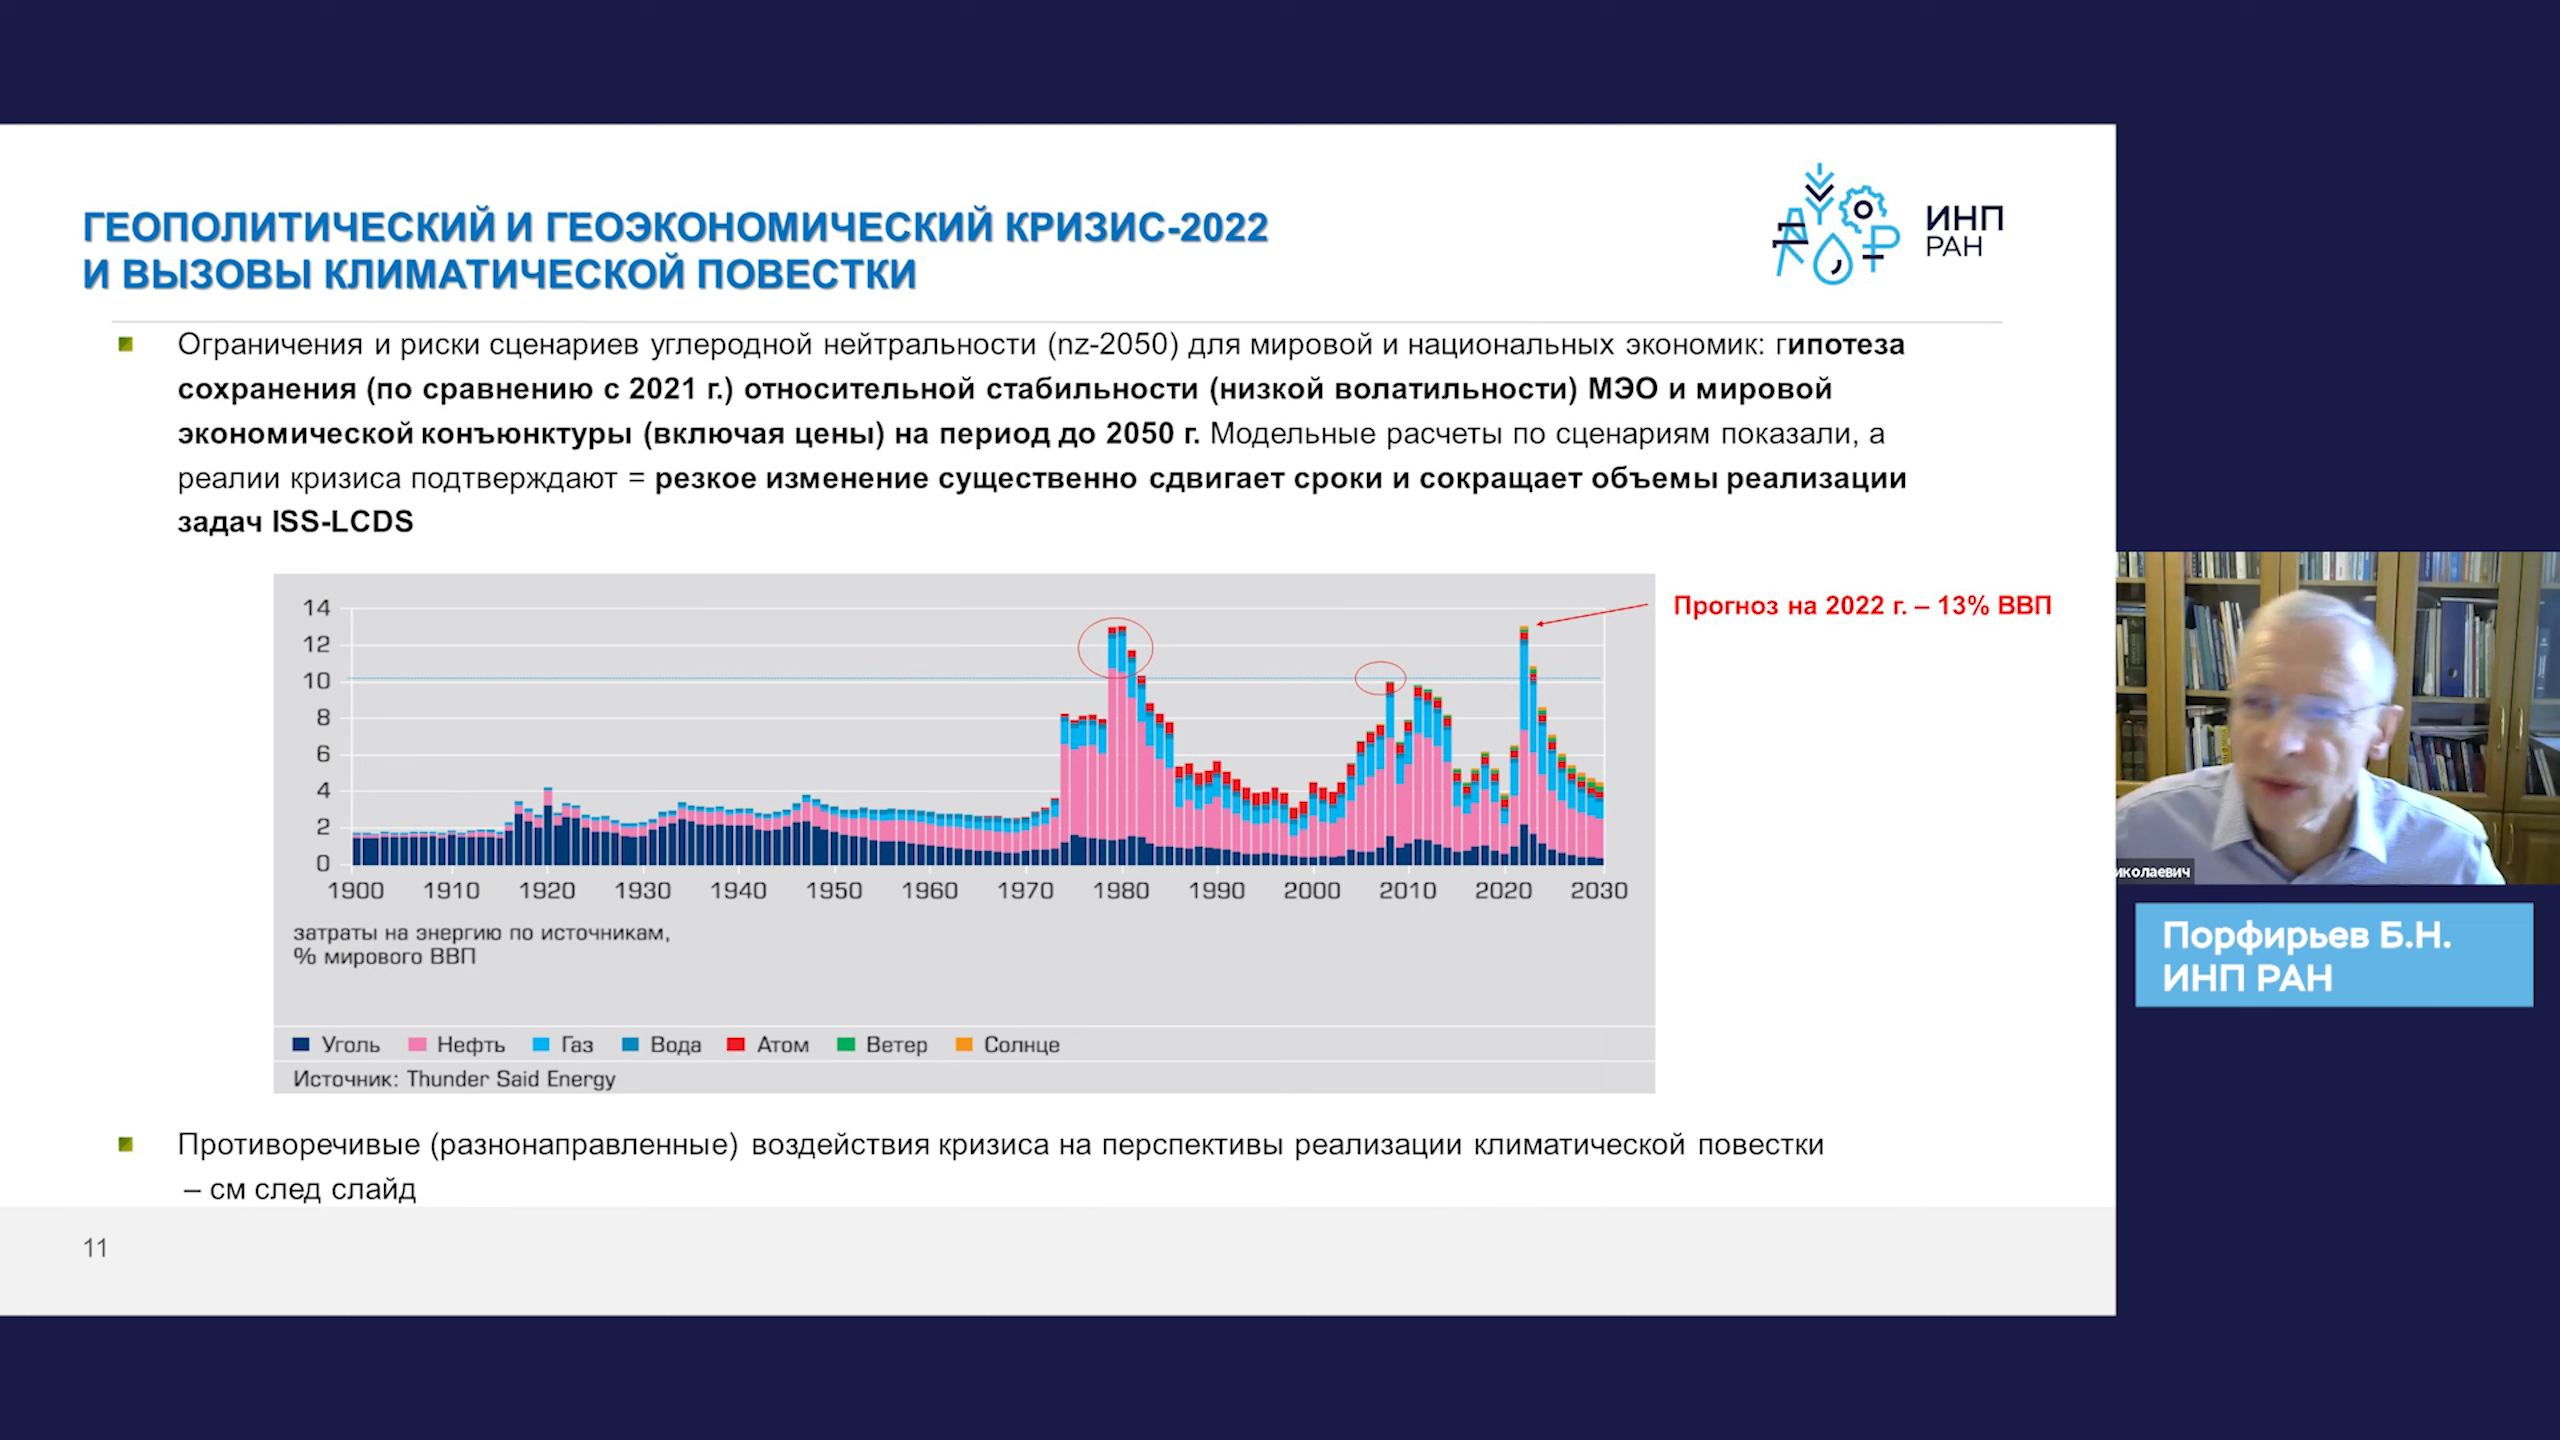 ГЕОПОЛИТИЧЕСКИЙ И ГЕОЭКОНОМИЧЕСКИЙ КРИЗИС-2022
И ВЫЗОВЫ КЛИМАТИЧЕСКОЙ ПОВЕСТКИ
ИНП
РАН
Ограничения и риски сценариев углеродной нейтральности (nz-2050) для мировой и национальных экономик: гипотеза
сохранения (по сравнению с 2021 г.) относительной стабильности (низкой волатильности) МЭО и мировой
экономической конъюнктуры (включая цены) на период до 2050 г. Модельные расчеты по сценариям показали, а
реалии кризиса подтверждают = резкое изменение существенно сдвигает сроки и сокращает объемы реализации
задач ISS-LCDS
Прогноз на 2022 г. – 13% ВВП
14
12
10
8
6
4
2
0
1900 1910 1920 1930 1940 1950 1960 1970 1980 1990 2000 2010 2020 2030
затраты на энергию по источникам,
% мирового ВВП
Уголь Нефть Газ Вода Атом Ветер Солнце
Источник: Thunder Said Energy
Противоречивые (разнонаправленные) воздействия кризиса на перспективы реализации климатической повестки
– см след слайд
11
иколаевич
Порфирьев Б.Н.
ИНП РАН